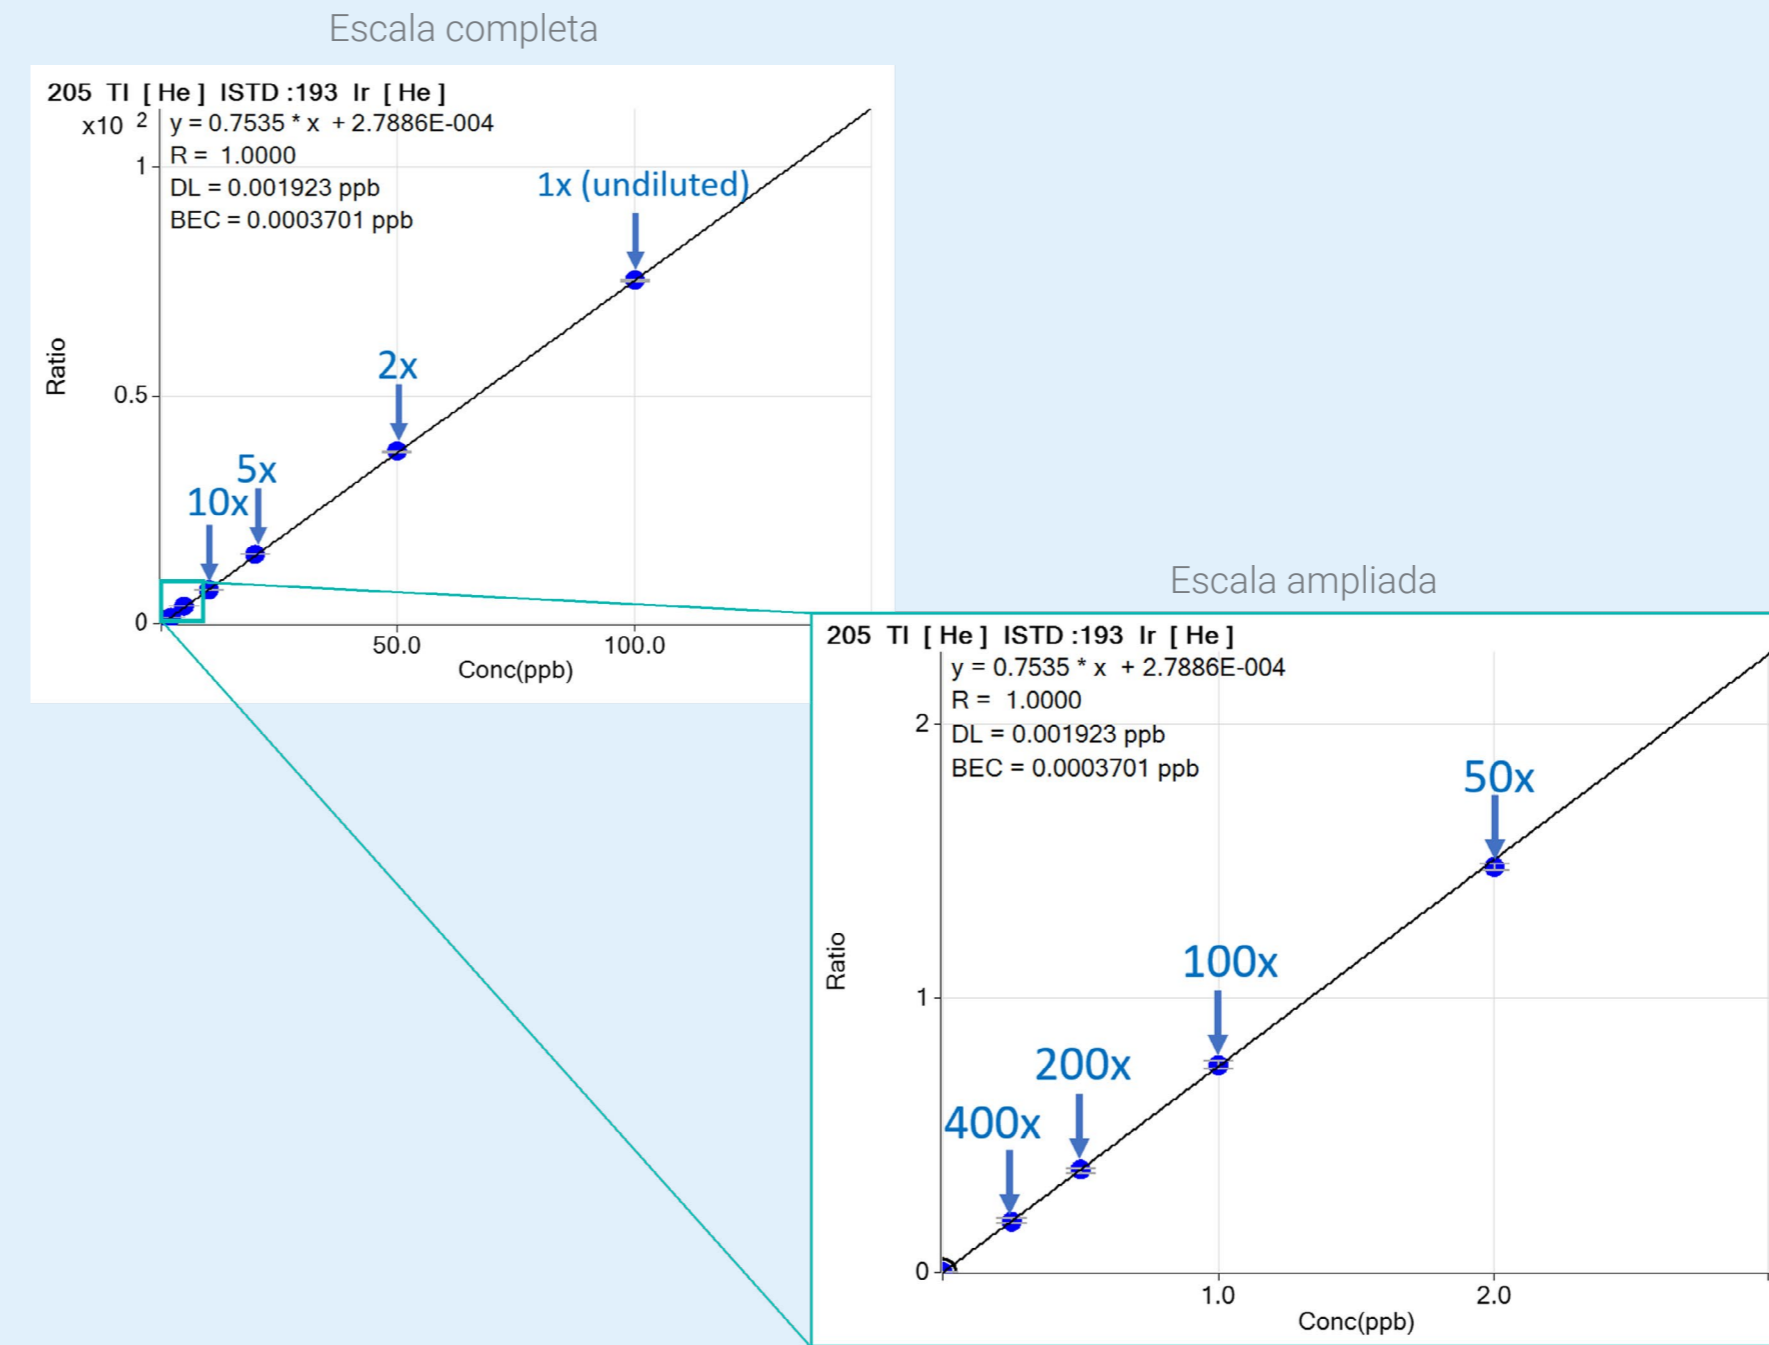 Escala completa
205 Tl [ He ] ISTD :193 Ir [ He ]
x10 2
y = 0.7535 * x + 2.7886E-004
R = 1.0000
DL = 0.001923 ppb
BEC = 0.0003701 ppb
1
1x (undiluted)
2x
0.5
5x
10x
0
50.0
100.0
Ratio
Conc(ppb)
Escala ampliada
205 Tl [ He ] ISTD :193 Ir [ He ]
y = 0.7535 * x + 2.7886E-004
R = 1.0000
2
DL = 0.001923 ppb
BEC = 0.0003701 ppb
50x
100x
1
200x
400x
0
1.0
2.0
Ratio
Conc(ppb)